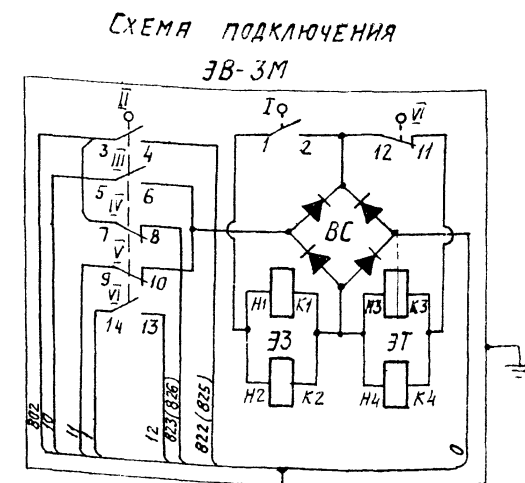 СХЕМА ПОДКЛЮЧЕНИЯ
ЭВ-3М
II
I
VI
3 4
1 2
12 11
III
5 6
IV
7 8
ВС
V
9 10
VI
14 13
Н1 К1
Н3 К3
ЭЗ
ЭТ
Н2 К2
Н4 К4
802
10
11
1
12
823 (826)
822 (825)
0